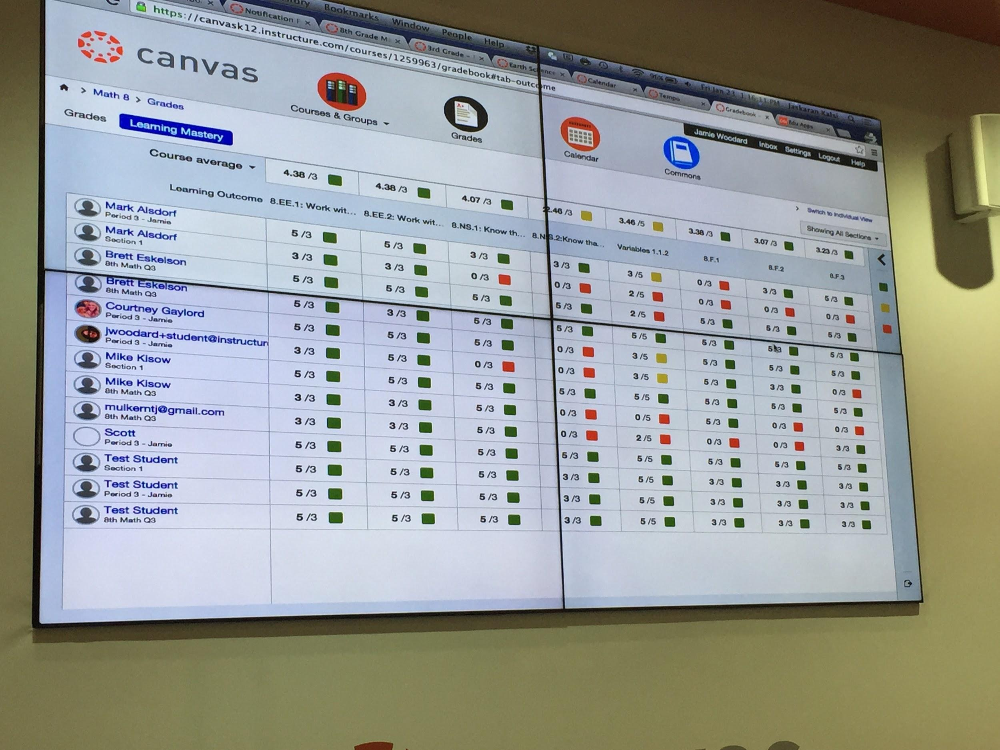 Bookmarks Window People Help 96% Fri Jan 23 1:16:11 PM Jaskaran Kalsi
Notification 8th Grade M 3rd Grade - Earth Science Calendar Tempo Gradebook - Edu Apps
https://canvask12.instructure.com/courses/1259963/gradebook#tab-outcome
canvas
Courses & Groups
Grades
Calendar
Commons
Jamie Woodard Inbox Settings Logout Help
> Math 8 > Grades
Grades Learning Mastery
> Switch to Individual View
Showing All Sections
Course average 4.38 /3 4.38 /3 4.07 /3 2.46 /3 3.46 /5 3.38 /3 3.07 /3 3.23 /3
Learning Outcome 8.EE.1: Work wit... 8.EE.2: Work wit... 8.NS.1: Know th... 8.NS.2:Know tha... Variables 1.1.2 8.F.1 8.F.2 8.F.3
Mark Alsdorf 5 /3 5 /3 3 /3 3 /3 3 /5 0 /3 3 /3 5 /3
Period 3 - Jamie
Mark Alsdorf 3 /3 3 /3 0 /3 0 /3 2 /5 0 /3 0 /3 0 /3
Section 1
Brett Eskelson 5 /3 5 /3 5 /3 5 /3 2 /5 5 /3 5 /3 5 /3
8th Math Q3
Brett Eskelson 5 /3 3 /3 5 /3 5 /3 5 /5 5 /3 5 /3 5 /3
8th Math Q3
Courtney Gaylord 5 /3 5 /3 5 /3 0 /3 3 /5 5 /3 5 /3 5 /3
Period 3 - Jamie
jwoodard+student@instructur 3 /3 5 /3 0 /3 0 /3 3 /5 5 /3 3 /3 0 /3
Period 3 - Jamie
Mike Kisow 5 /3 5 /3 5 /3 5 /3 5 /5 5 /3 5 /3 5 /3
Section 1
Mike Kisow 3 /3 3 /3 5 /3 0 /3 0 /5 5 /3 0 /3 0 /3
8th Math Q3
mulkerntj@gmail.com 3 /3 3 /3 5 /3 0 /3 2 /5 0 /3 0 /3 3 /3
8th Math Q3
Scott 5 /3 5 /3 5 /3 5 /3 5 /5 5 /3 5 /3 5 /3
Period 3 - Jamie
Test Student 5 /3 5 /3 5 /3 3 /3 5 /5 3 /3 3 /3 3 /3
Section 1
Test Student 5 /3 5 /3 5 /3 3 /3 5 /5 3 /3 3 /3 3 /3
Period 3 - Jamie
Test Student 5 /3 5 /3 5 /3 3 /3 5 /5 3 /3 3 /3 3 /3
8th Math Q3